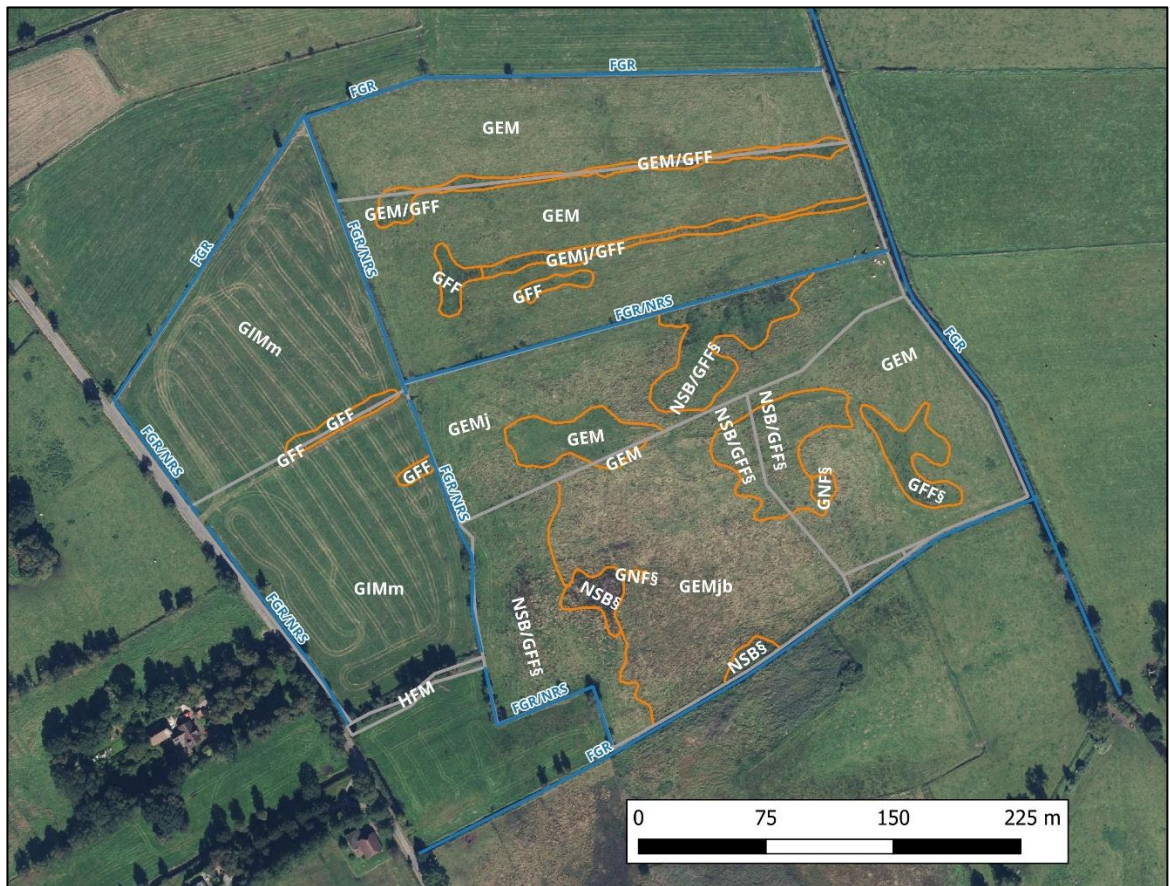 FGR
FGR
GEM
GEM/GFF
GEM/GFF
GEM
FGR/NRS
FGR
GEMj/GFF
GFF
GFF
FGR/NRS
GIMm
FGR
NSB/GFF§
GEM
GFF
GEMj
GEM
GEM
NSB/GFF§
NSB/GFF§
FGR/NRS
GFF
GFF
FGR/NRS
GNF§
GFF§
GIMm
GNF§
NSB§
GEMjb
FGR/NRS
NSB/GFF§
NSB§
HFM
FGR/NRS
FGR
0 75 150 225 m